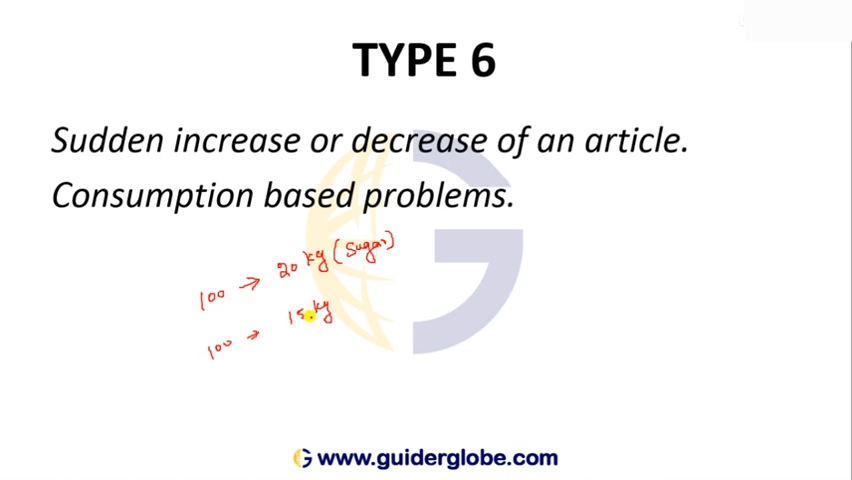 TYPE 6
Sudden increase or decrease of an article.
Consumption based problems.
100 → 20 kg (Sugar)
100 → 15 kg
www.guiderglobe.com